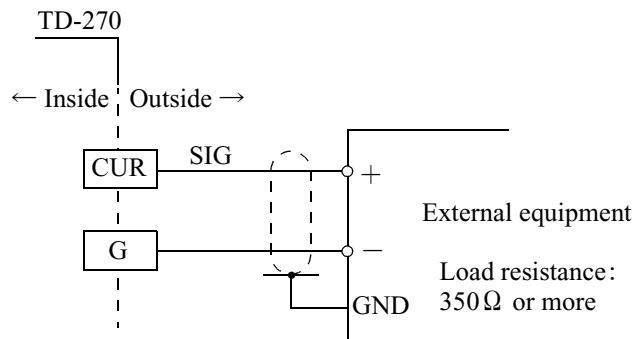 TD-270
← Inside Outside →
CUR SIG +
External equipment
G −
Load resistance:
350Ω or more
GND